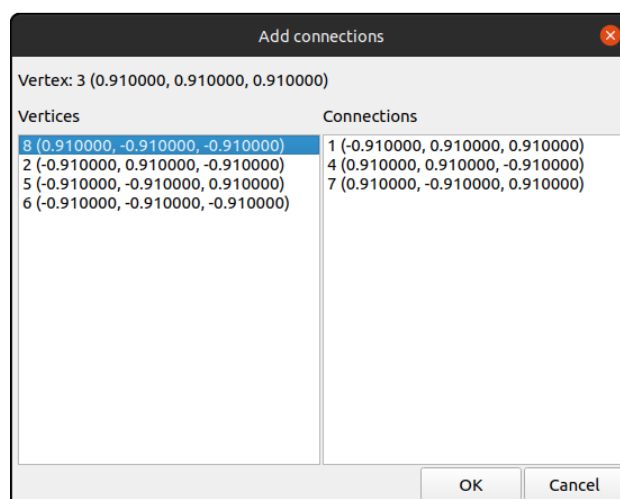 Add connections
Vertex: 3 (0.910000, 0.910000, 0.910000)
Vertices
Connections
8 (0.910000, -0.910000, -0.910000)
2 (-0.910000, 0.910000, -0.910000)
5 (-0.910000, -0.910000, 0.910000)
6 (-0.910000, -0.910000, -0.910000)
1 (-0.910000, 0.910000, 0.910000)
4 (0.910000, 0.910000, -0.910000)
7 (0.910000, -0.910000, 0.910000)
OK
Cancel